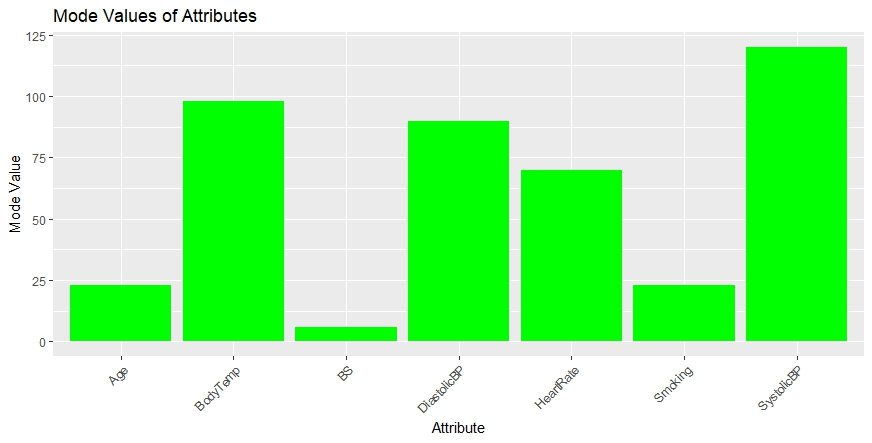 Mode Values of Attributes
125
100
75
50
25
0
Mode Value
Age
BodyTemp
BS
DiastolicBP
HeartRate
Smoking
SystolicBP
Attribute